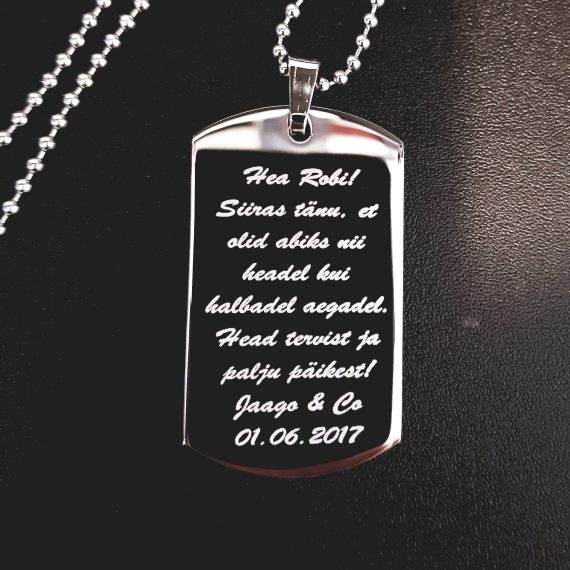 Hea Robi!
Siiras tänu, et
olid abiks nii
headel kui
halbadel aegadel.
Head tervist ja
palju päikest!
Jaago & Co
01.06.2017